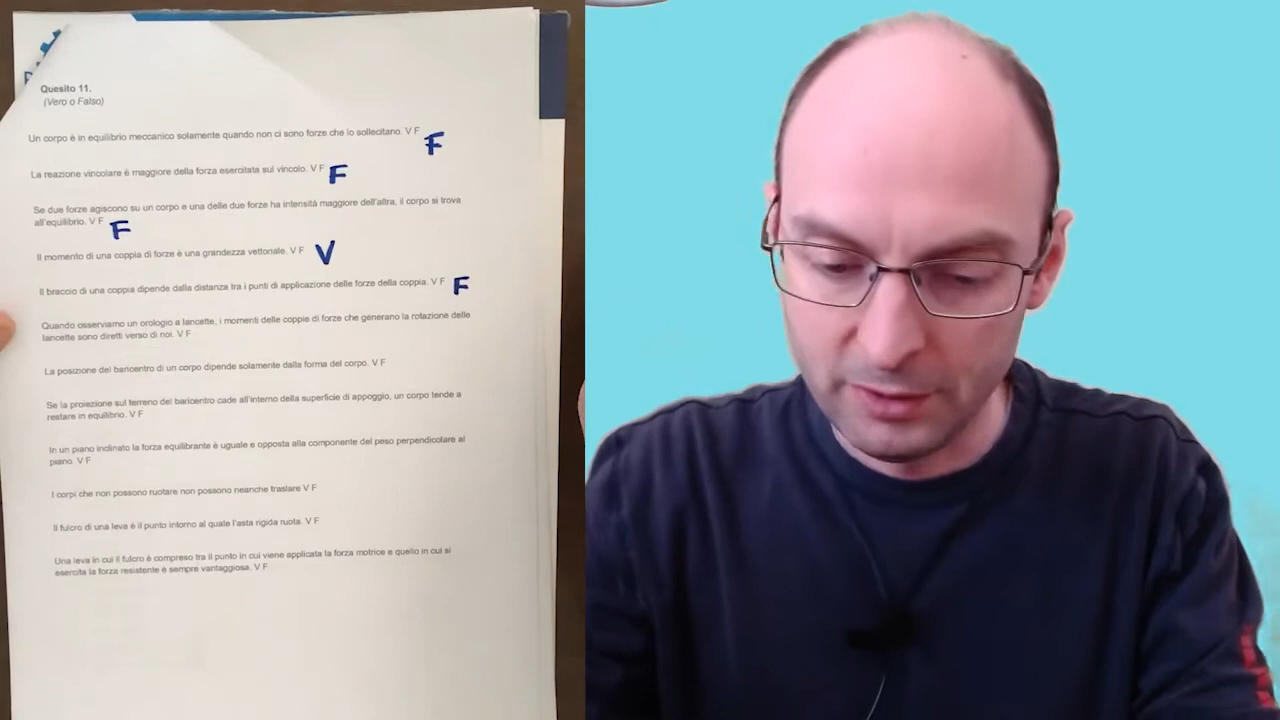 Quesito 11.
(Vero o Falso)
Un corpo è in equilibrio meccanico solamente quando non ci sono forze che lo sollecitano. V F F
La reazione vincolare è maggiore della forza esercitata sul vincolo. V F F
Se due forze agiscono su un corpo e una delle due forze ha intensità maggiore dell'altra, il corpo si trova
all'equilibrio. V F F
Il momento di una coppia di forze è una grandezza vettoriale. V F V
Il braccio di una coppia dipende dalla distanza tra i punti di applicazione delle forze della coppia. V F F
Quando osserviamo un orologio a lancette, i momenti delle coppie di forze che generano la rotazione delle
lancette sono diretti verso di noi. V F
La posizione del baricentro di un corpo dipende solamente dalla forma del corpo. V F
Se la proiezione sul terreno del baricentro cade all'interno della superficie di appoggio, un corpo tende a
restare in equilibrio. V F
In un piano inclinato la forza equilibrante è uguale e opposta alla componente del peso perpendicolare al
piano. V F
I corpi che non possono ruotare non possono neanche traslare V F
Il fulcro di una leva è il punto intorno al quale l'asta rigida ruota. V F
Una leva in cui il fulcro è compreso tra il punto in cui viene applicata la forza motrice e quello in cui si
esercita la forza resistente è sempre vantaggiosa. V F